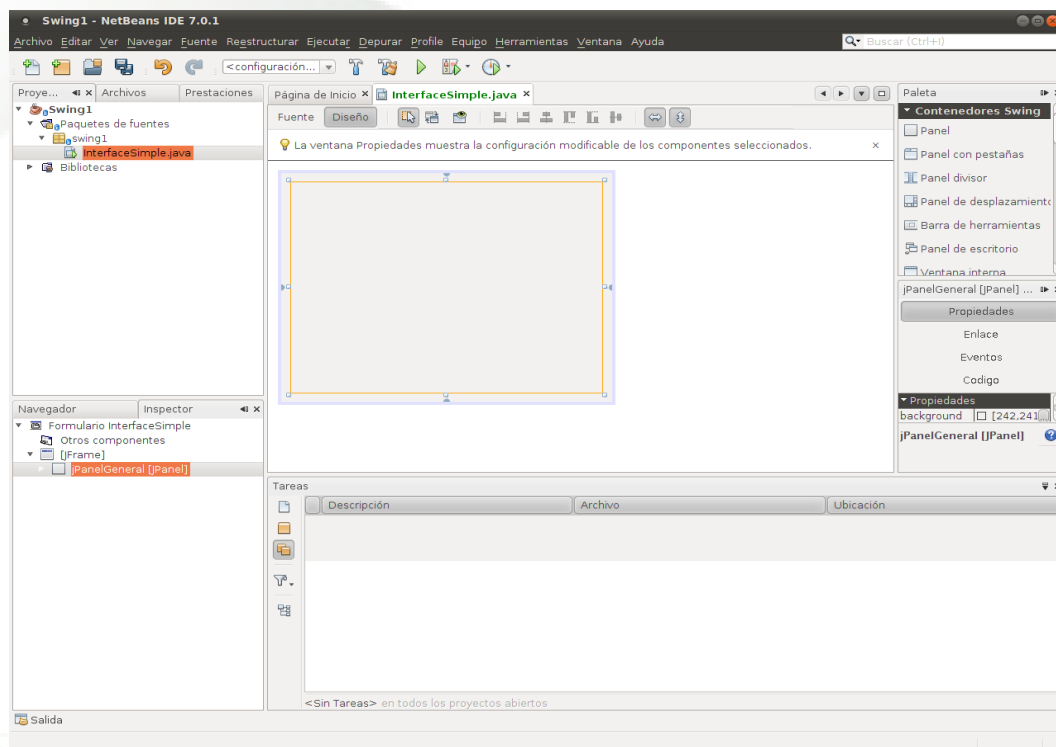 Swing1 - NetBeans IDE 7.0.1
Archivo Editar Ver Navegar Fuente Reestructurar Ejecutar Depurar Profile Equipo Herramientas Ventana Ayuda
Buscar (Ctrl+I)
<configuración...
Proye... Archivos Prestaciones
Swing1
Paquetes de fuentes
swing1
InterfaceSimple.java
Bibliotecas
Página de Inicio InterfaceSimple.java
Fuente Diseño
La ventana Propiedades muestra la configuración modificable de los componentes seleccionados.
Paleta
Contenedores Swing
Panel
Panel con pestañas
Panel divisor
Panel de desplazamiento
Barra de herramientas
Panel de escritorio
Ventana interna
jPanelGeneral [JPanel] ...
Propiedades
Enlace
Eventos
Codigo
Propiedades
background [242,241
jPanelGeneral [JPanel]
Navegador Inspector
Formulario InterfaceSimple
Otros componentes
[JFrame]
jPanelGeneral [JPanel]
Tareas
Descripción Archivo Ubicación
<Sin Tareas> en todos los proyectos abiertos
Salida